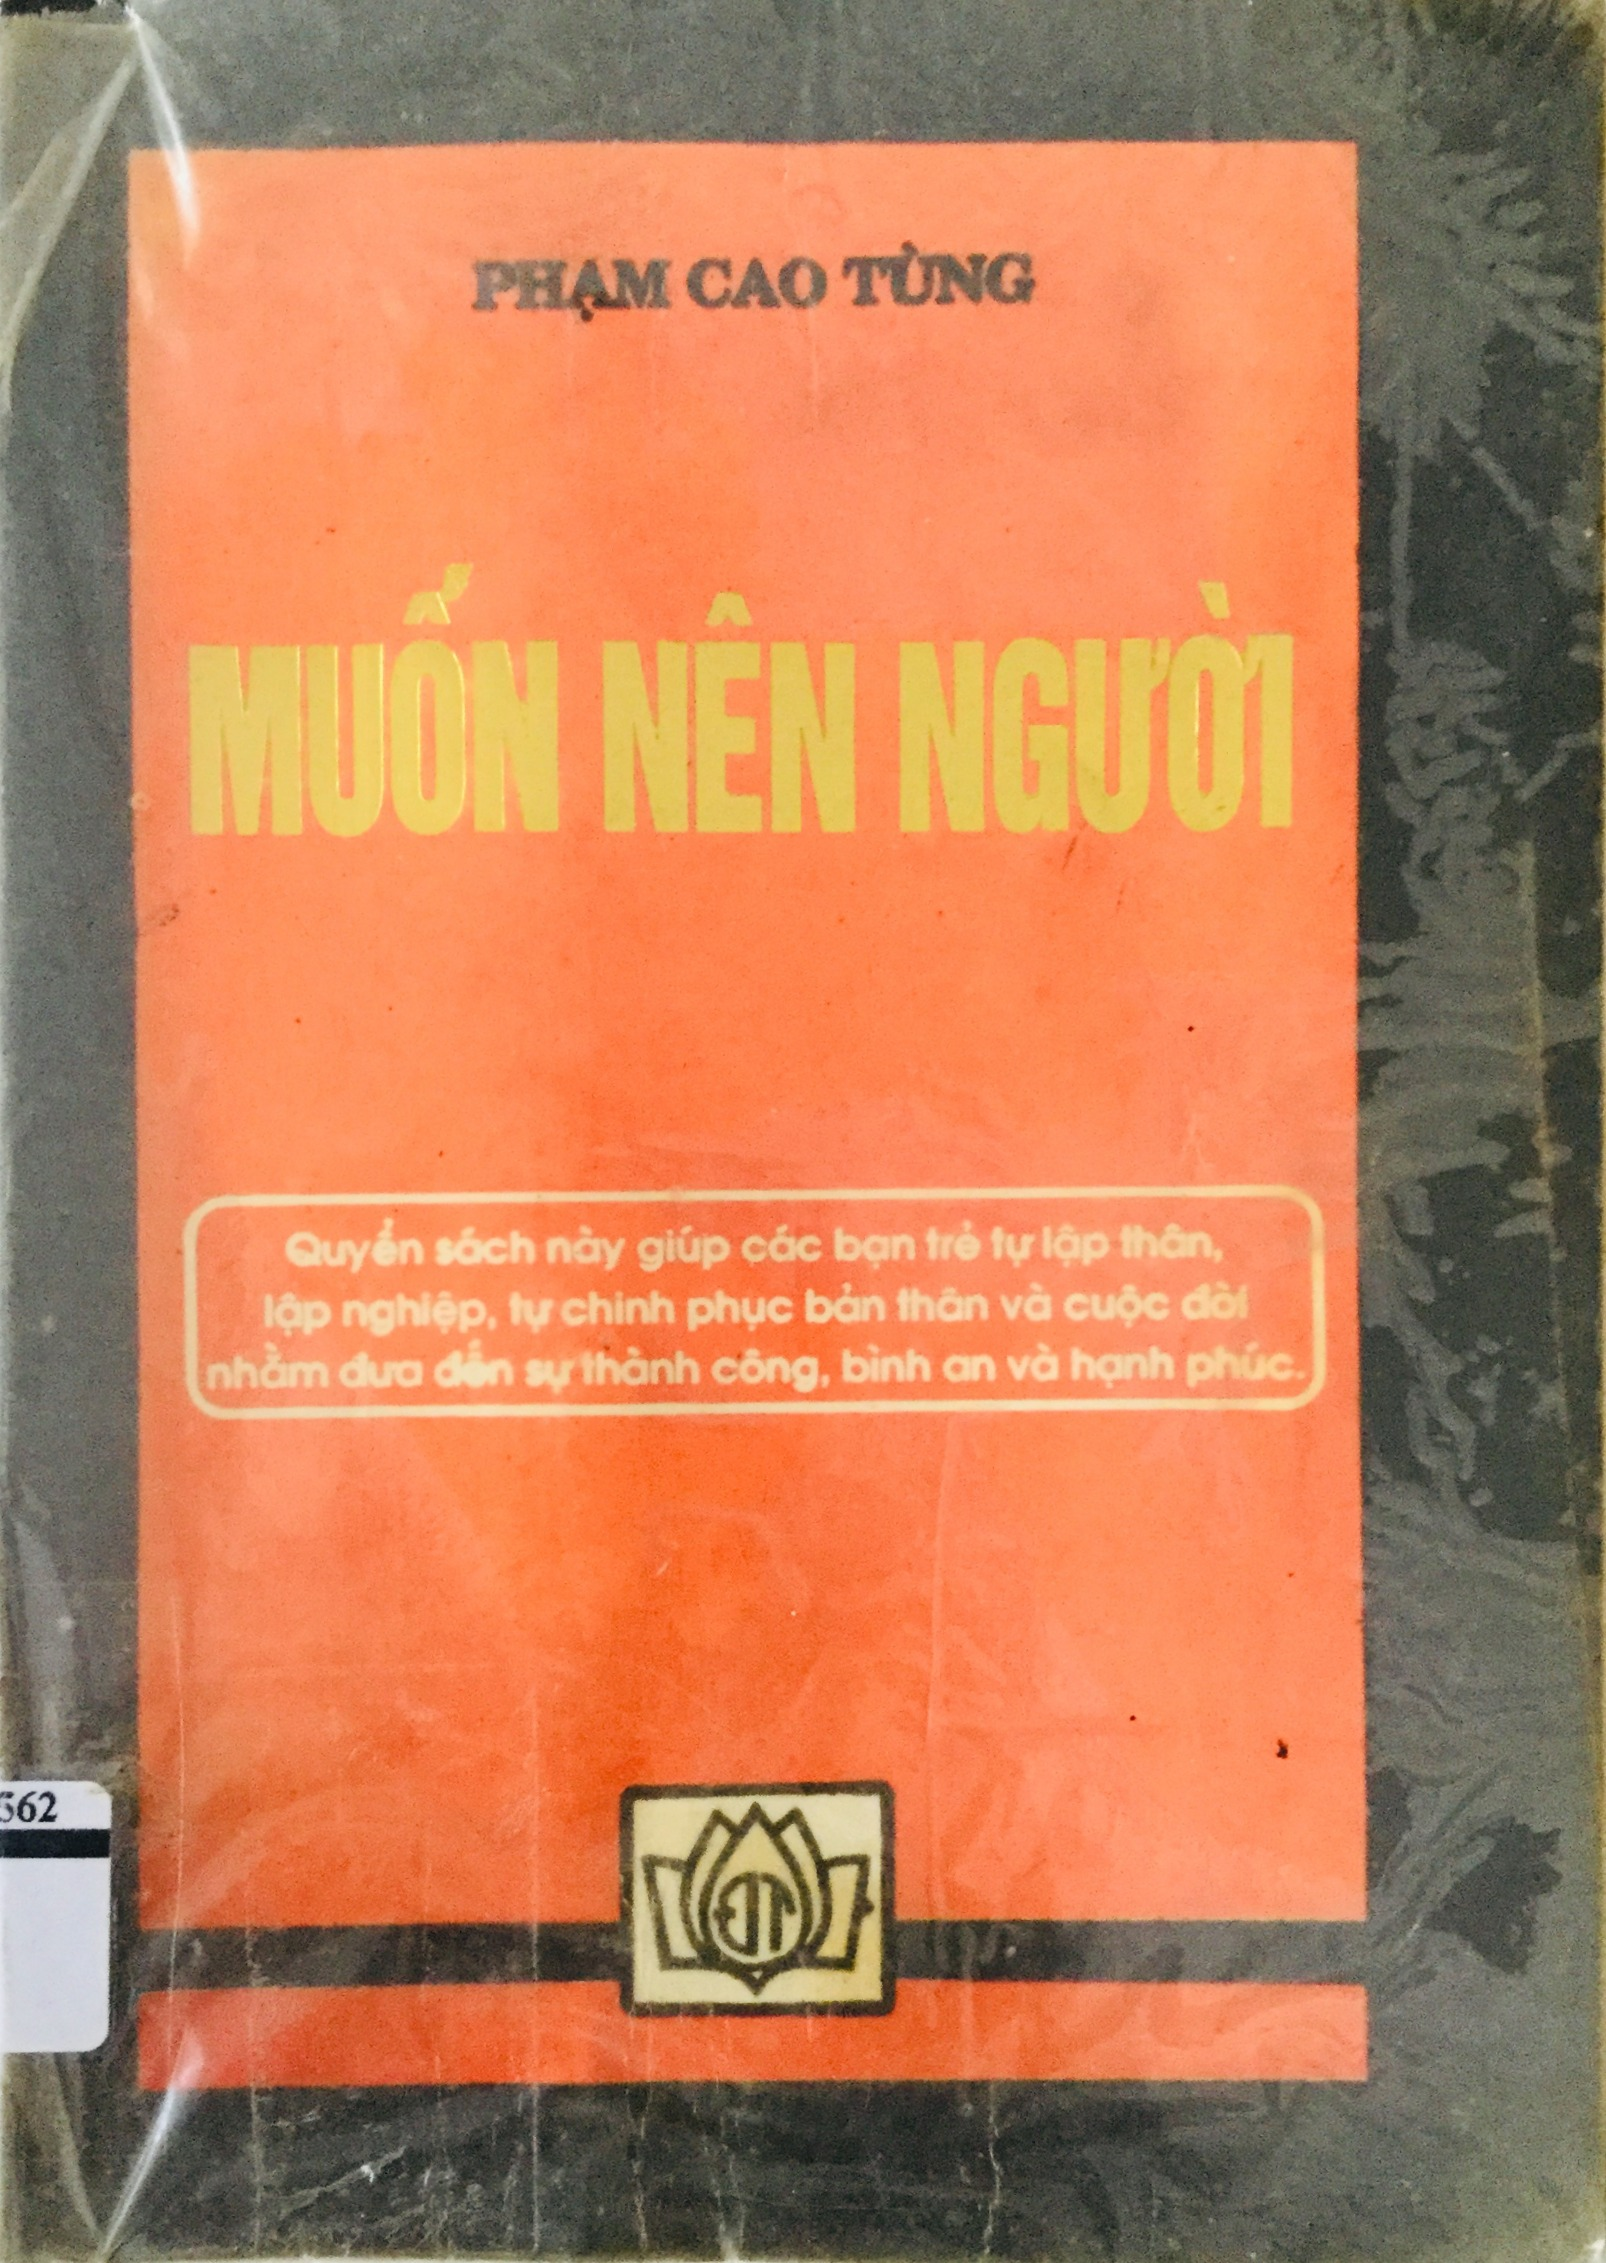 PHẠM CAO TÙNG
MUỐN NÊN NGƯỜI
Quyển sách này giúp các bạn trẻ tự lập thân,
lập nghiệp, tự chinh phục bản thân và cuộc đời
nhằm đưa đến sự thành công, bình an và hạnh phúc.
562
ĐT